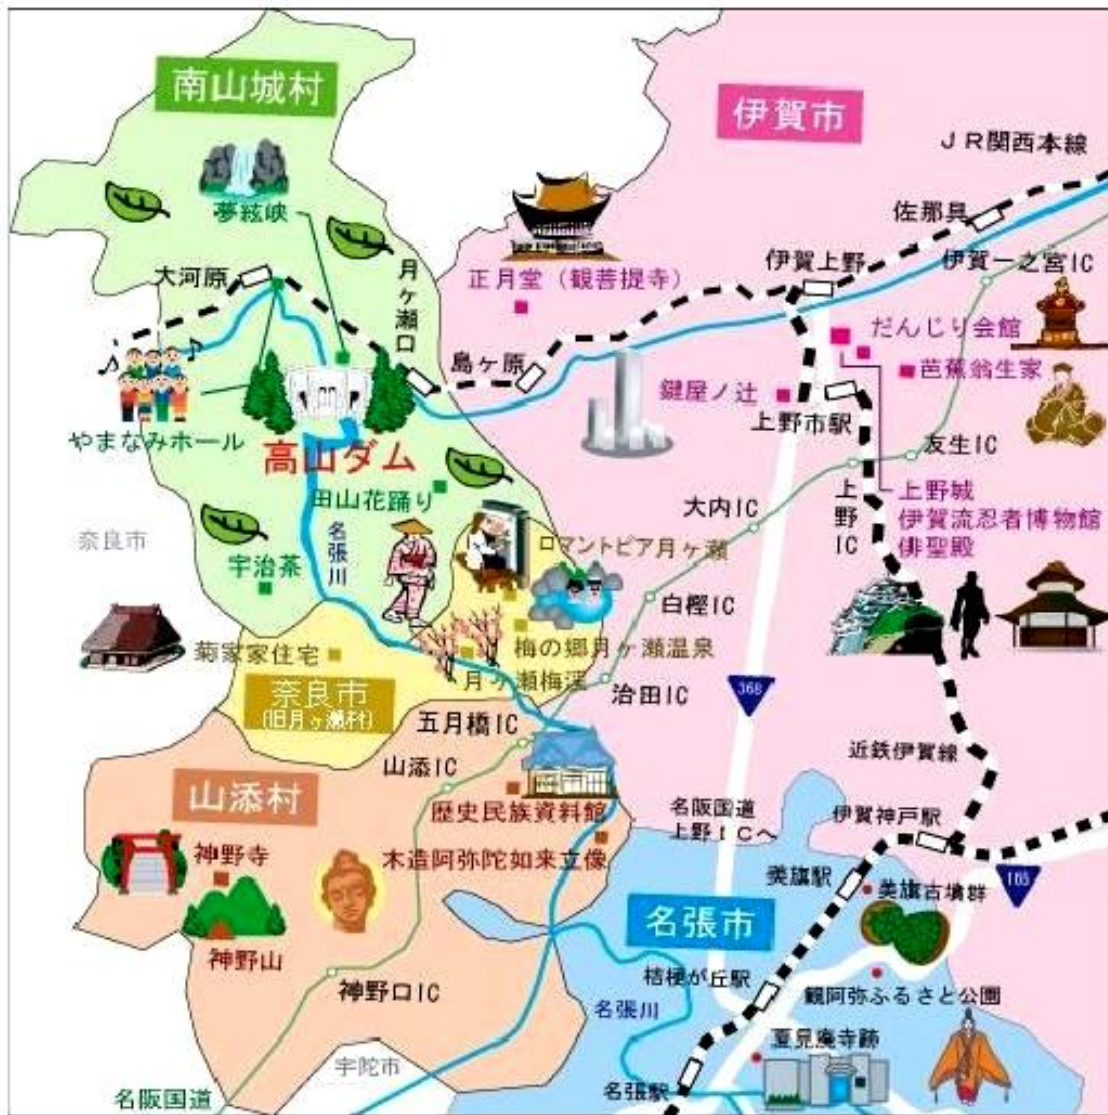 南山城村
伊賀市
JR関西本線
夢絃峡
佐那具
大河原
月ヶ瀬口
正月堂（観菩提寺）
伊賀上野
伊賀一之宮IC
だんじり会館
島ヶ原
鍵屋ノ辻
芭蕉翁生家
上野市駅
やまなみホール
高山ダム
友生IC
田山花踊り
大内IC
上野IC
上野城
伊賀流忍者博物館
俳聖殿
奈良市
名張川
ロマントピア月ヶ瀬
宇治茶
白樫IC
菊家家住宅
梅の郷月ヶ瀬温泉
月ヶ瀬梅渓
奈良市
(旧月ヶ瀬村)
治田IC
368
五月橋IC
山添IC
近鉄伊賀線
山添村
歴史民族資料館
名阪国道
上野ICへ
伊賀神戸駅
神野寺
木造阿弥陀如来立像
美旗駅
美旗古墳群
165
名張市
神野山
桔梗が丘駅
神野口IC
名張川
観阿弥ふるさと公園
夏見廃寺跡
宇陀市
名張駅
名阪国道